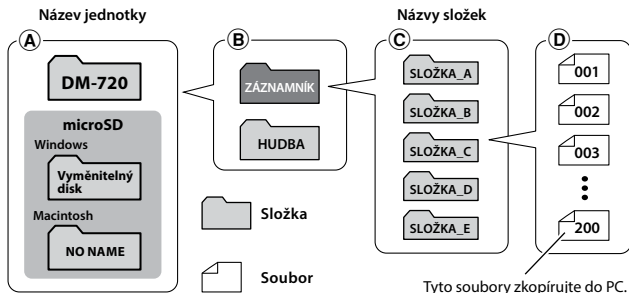 Název jednotky
Názvy složek
A
B
C
D
DM-720
microSD
Windows
Vyměnitelný
disk
Macintosh
NO NAME
ZÁZNAMNÍK
HUDBA
Složka
Soubor
SLOŽKA_A
SLOŽKA_B
SLOŽKA_C
SLOŽKA_D
SLOŽKA_E
001
002
003
200
Tyto soubory zkopírujte do PC.